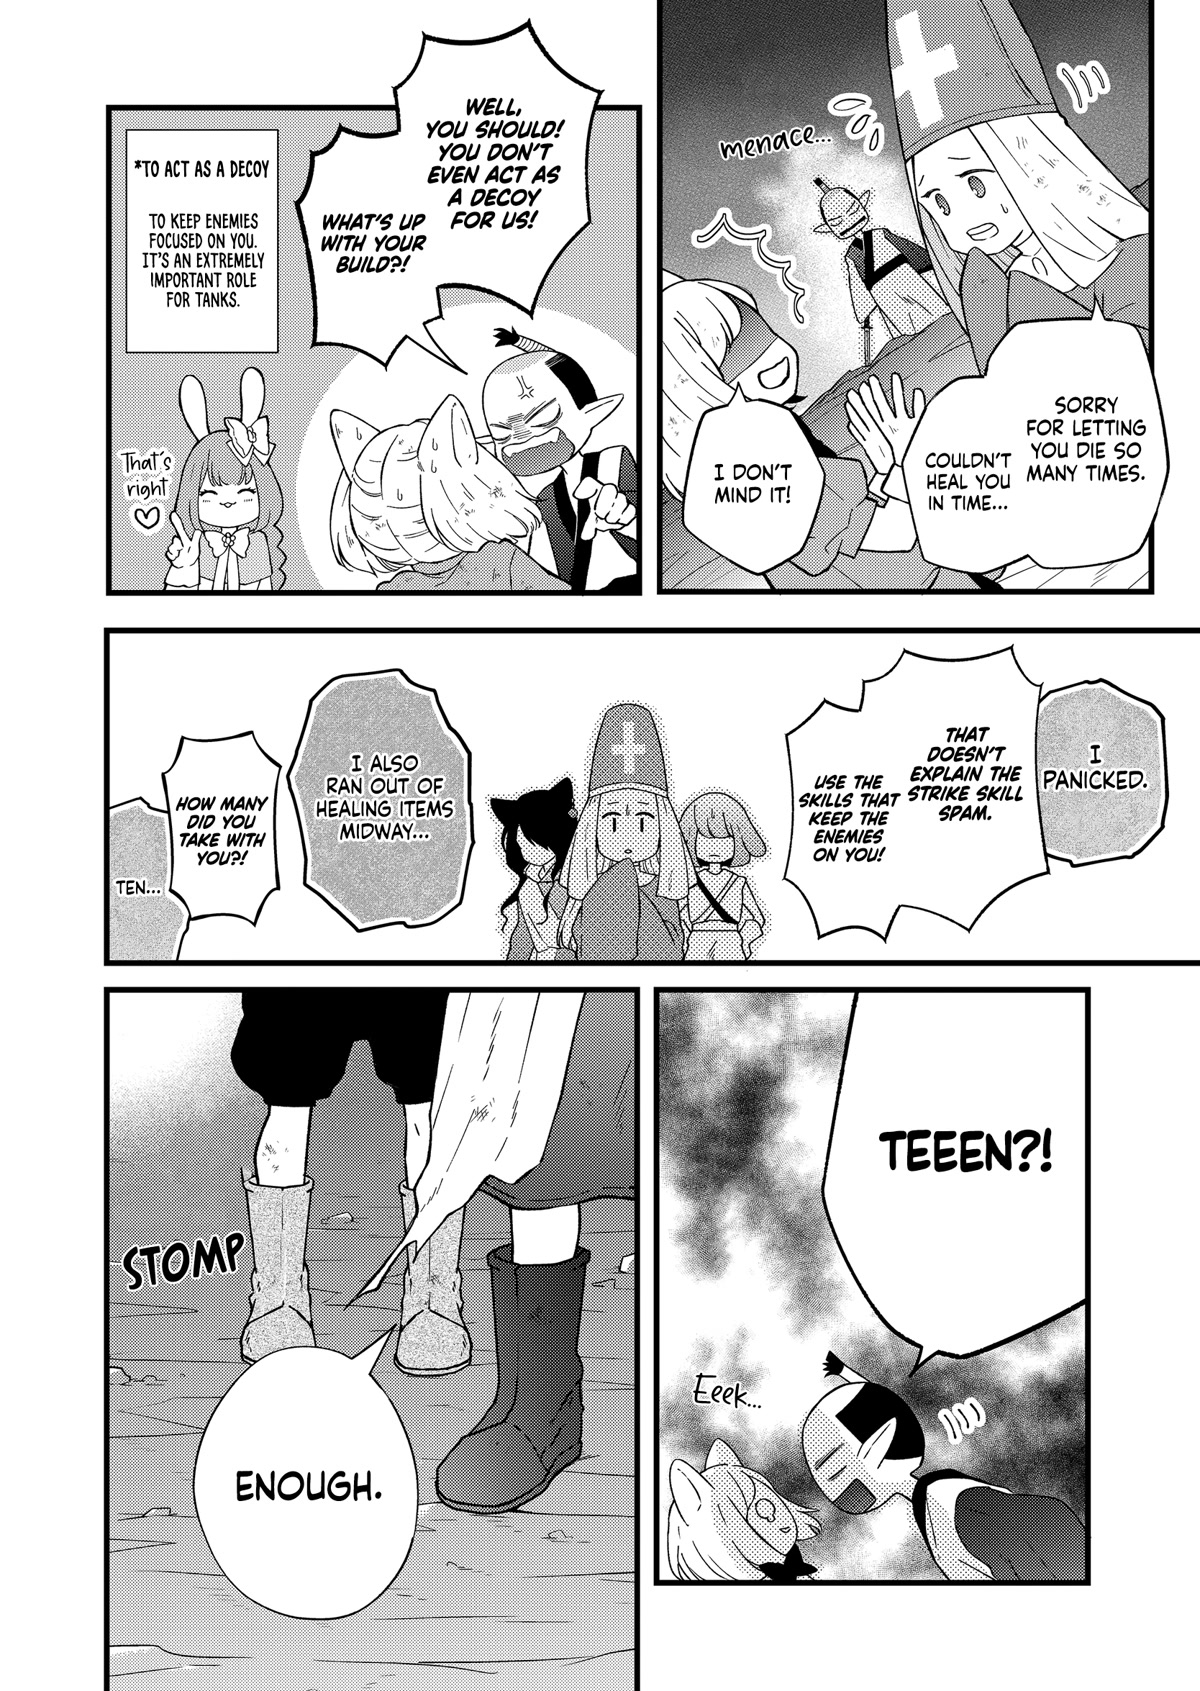 menace...
SORRY
FOR LETTING
YOU DIE SO
MANY TIMES.
COULDN'T
HEAL YOU
IN TIME...
I DON'T
MIND IT!
WELL,
YOU SHOULD!
YOU DON'T
EVEN ACT AS
A DECOY
FOR US!
WHAT'S UP
WITH YOUR
BUILD?!
*TO ACT AS A DECOY
TO KEEP ENEMIES
FOCUSED ON YOU.
IT'S AN EXTREMELY
IMPORTANT ROLE
FOR TANKS.
That's
right
I
PANICKED.
THAT
DOESN'T
EXPLAIN THE
STRIKE SKILL
SPAM.
USE THE
SKILLS THAT
KEEP THE
ENEMIES
ON YOU!
I ALSO
RAN OUT OF
HEALING ITEMS
MIDWAY...
HOW MANY
DID YOU
TAKE WITH
YOU?!
TEN...
TEEEN?!
Eeek...
STOMP
ENOUGH.